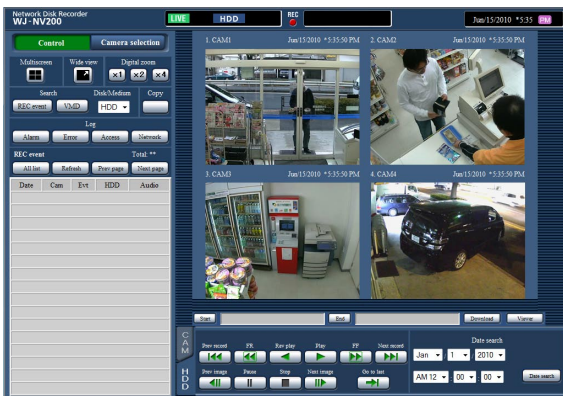 Network Disk Recorder
WJ-NV200
LIVE HDD REC Jun/15/2010 *5:35 PM
Control Camera selection
Multiscreen Wide view Digital zoom
x1 x2 x4
Search Disk/Medium Copy
REC event VMD HDD
Log
Alarm Error Access Network
REC event Total: **
All list Refresh Prev page Next page
Date Cam Evt HDD Audio
1. CAM1 Jun/15/2010 *5:35:50 PM
2. CAM2 Jun/15/2010 *5:35:50 PM
3. CAM3 Jun/15/2010 *5:35:50 PM
4. CAM4 Jun/15/2010 *5:35:50 PM
Start End Download Viewer
CAM
HDD
Prev record FR Rev play Play FF Next record
Prev image Pause Stop Next image Go to last
Date search
Jan 1 2010
AM 12 : 00 : 00 Date search